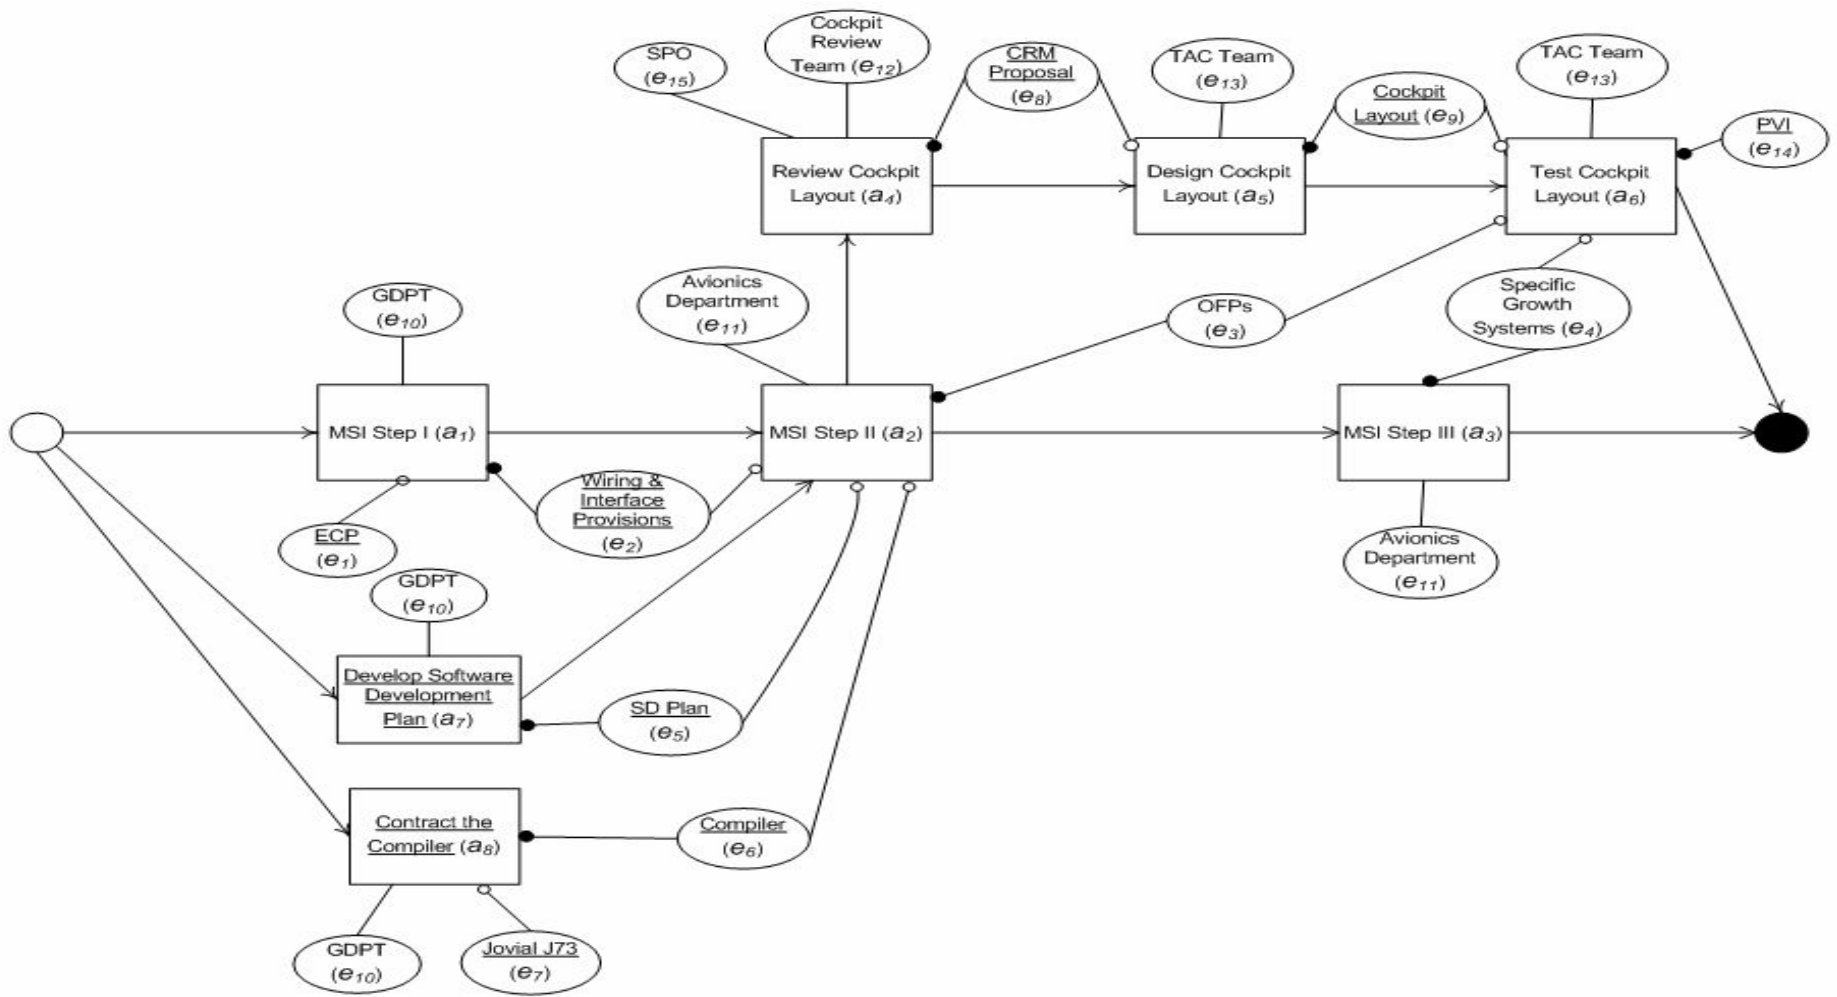 Cockpit
Review
Team (e12)
SPO
(e15)
CRM
Proposal
(e8)
TAC Team
(e13)
Cockpit
Layout (e9)
TAC Team
(e13)
PVI
(e14)
Review Cockpit
Layout (a4)
Design Cockpit
Layout (a5)
Test Cockpit
Layout (a6)
GDPT
(e10)
Avionics
Department
(e11)
OFPs
(e3)
Specific
Growth
Systems (e4)
MSI Step I (a1)
MSI Step II (a2)
MSI Step III (a3)
ECP
(e1)
Wiring &
Interface
Provisions
(e2)
Avionics
Department
(e11)
GDPT
(e10)
Develop Software
Development
Plan (a7)
SD Plan
(e5)
Contract the
Compiler (a8)
Compiler
(e6)
GDPT
(e10)
Jovial J73
(e7)